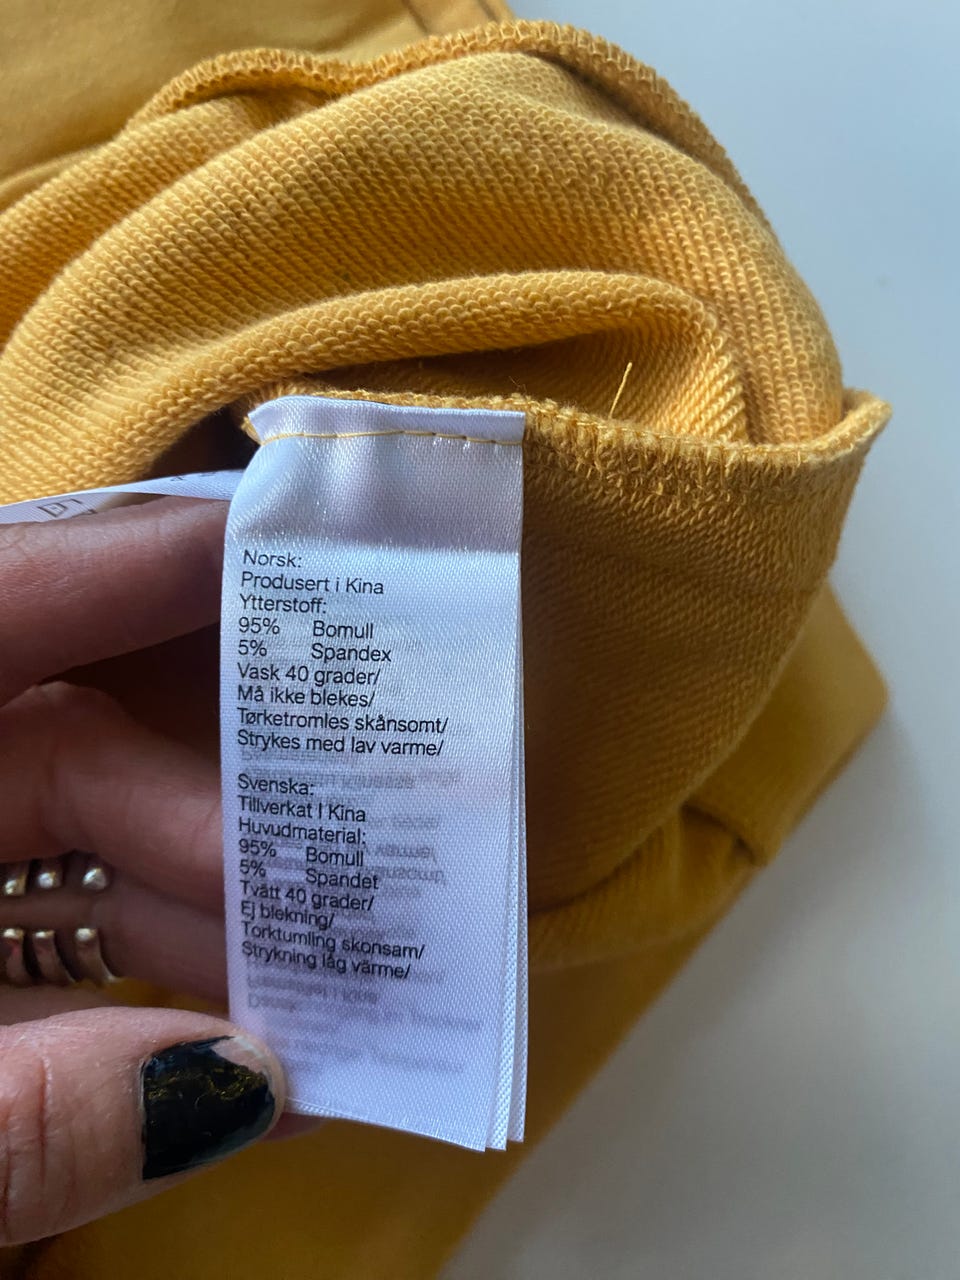 Norsk:
Produsert i Kina
Ytterstoff:
95% Bomull
5% Spandex
Vask 40 grader/
Må ikke blekes/
Tørketromles skånsomt/
Strykes med lav varme/
Svenska:
Tillverkat I Kina
Huvudmaterial:
95% Bomull
5% Spandet
Tvätt 40 grader/
Ej blekning/
Torktumling skonsam/
Strykning låg värme/